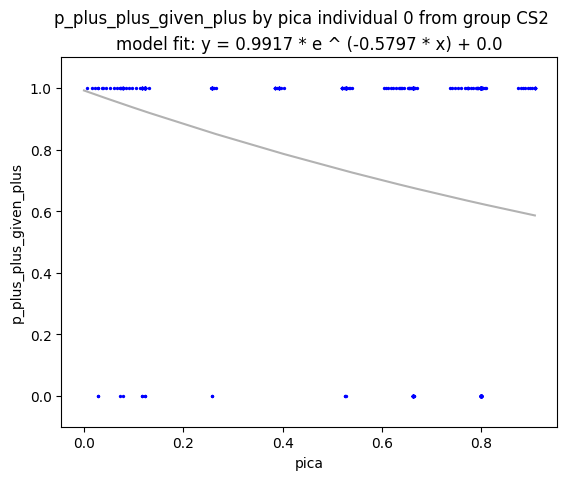 p_plus_plus_given_plus by pica individual 0 from group CS2
model fit: y = 0.9917 * e ^ (-0.5797 * x) + 0.0
1.0
0.8
0.6
0.4
0.2
0.0
p_plus_plus_given_plus
0.0 0.2 0.4 0.6 0.8
pica